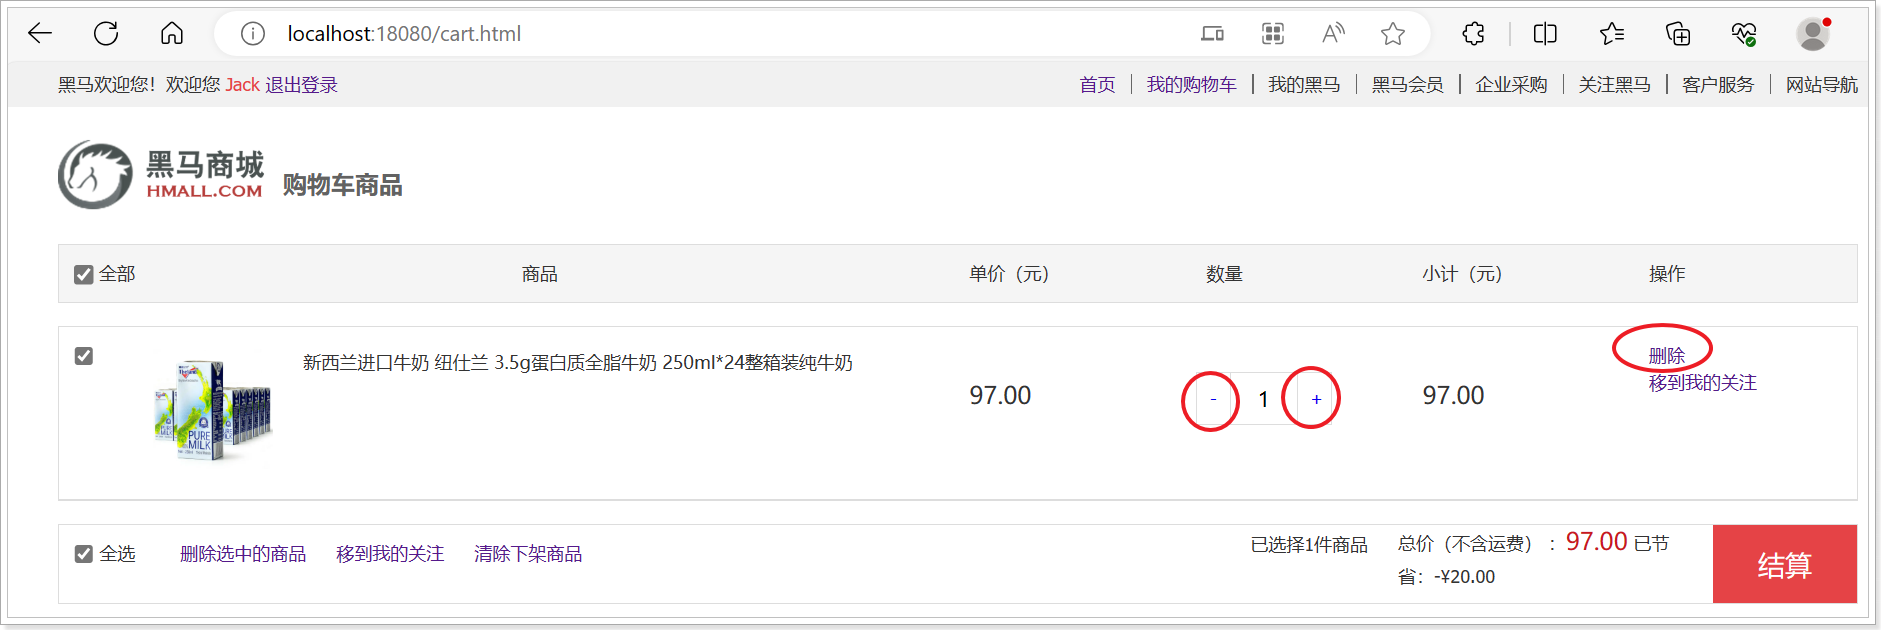 localhost:18080/cart.html
黑马欢迎您！欢迎您 Jack 退出登录 首页 我的购物车 我的黑马 黑马会员 企业采购 关注黑马 客户服务 网站导航
黑马商城
HMALL.COM
购物车商品
全部 商品 单价（元） 数量 小计（元） 操作
新西兰进口牛奶 纽仕兰 3.5g蛋白质全脂牛奶 250ml*24整箱装纯牛奶
PURE
MILK
97.00 - 1 + 97.00
删除
移到我的关注
全选 删除选中的商品 移到我的关注 清除下架商品
已选择1件商品 总价（不含运费）：97.00 已节
省：-¥20.00
结算